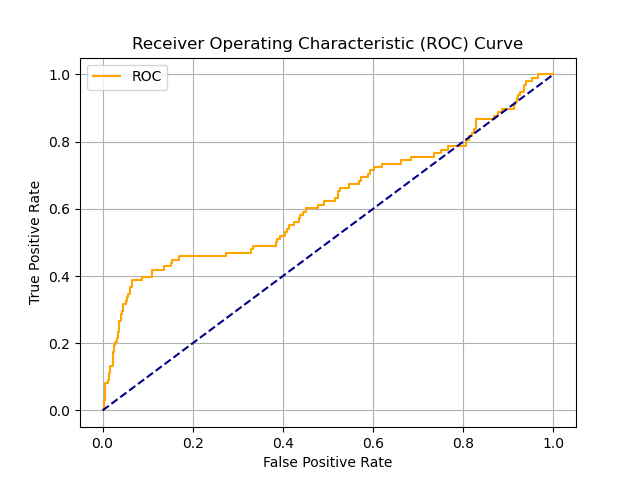 Receiver Operating Characteristic (ROC) Curve
ROC
True Positive Rate
1.0
0.8
0.6
0.4
0.2
0.0
0.0 0.2 0.4 0.6 0.8 1.0
False Positive Rate